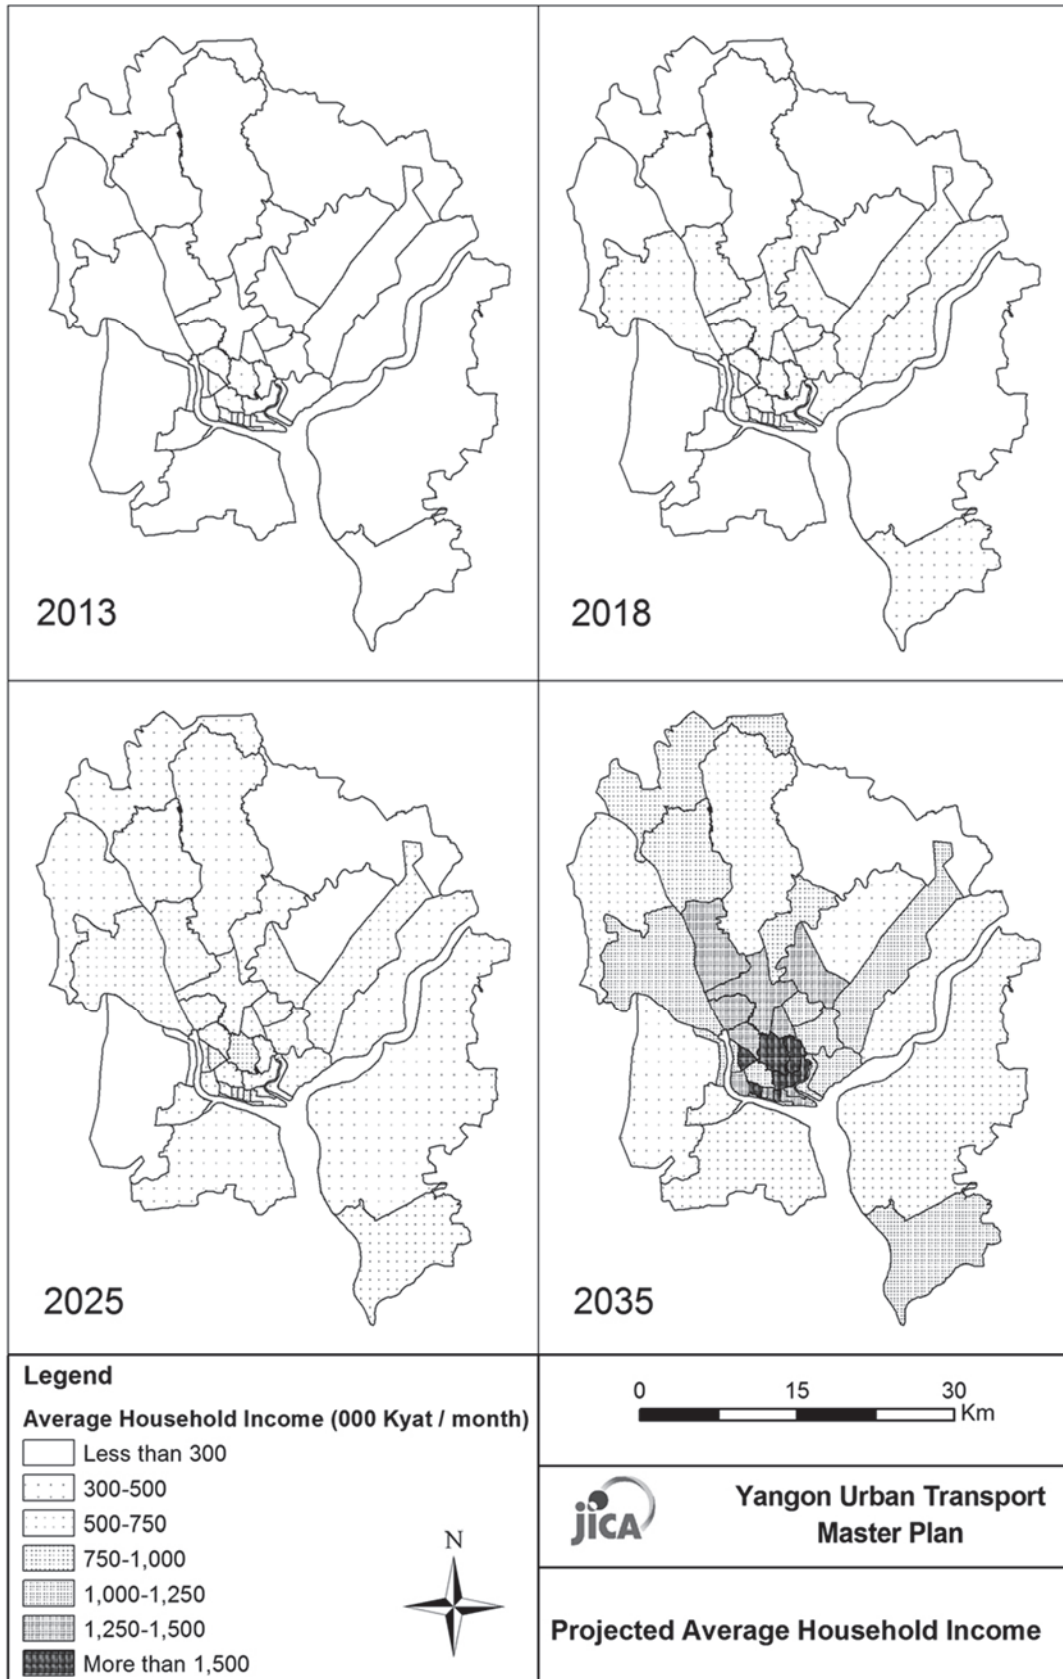 2013
2018
2025
2035
Legend
Average Household Income (000 Kyat / month)
Less than 300
300-500
500-750
750-1,000
1,000-1,250
1,250-1,500
More than 1,500
N
0 15 30
Km
jICA
Yangon Urban Transport
Master Plan
Projected Average Household Income